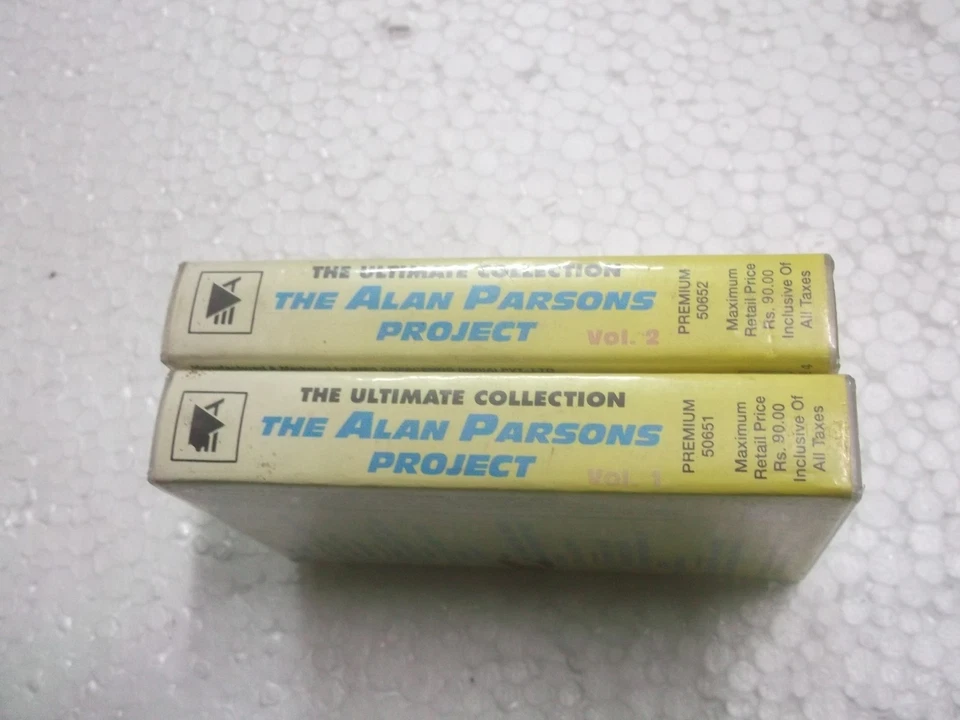 THE ULTIMATE COLLECTION
THE ALAN PARSONS
PROJECT
Vol. 2
PREMIUM
50652
Maximum
Retail Price
Rs. 90.00
Inclusive Of
All Taxes
4
THE ULTIMATE COLLECTION
THE ALAN PARSONS
PROJECT
Vol. 1
PREMIUM
50651
Maximum
Retail Price
Rs. 90.00
Inclusive Of
All Taxes